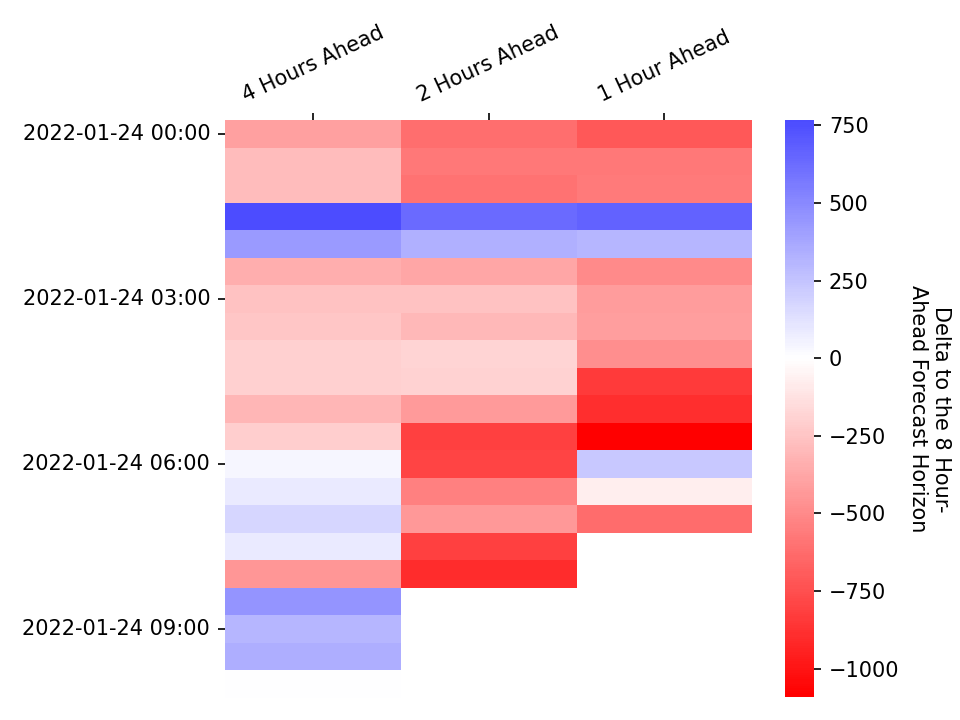 4 Hours Ahead
2 Hours Ahead
1 Hour Ahead
2022-01-24 00:00
2022-01-24 03:00
2022-01-24 06:00
2022-01-24 09:00
750
500
250
0
−250
−500
−750
−1000
Delta to the 8 Hour-
Ahead Forecast Horizon